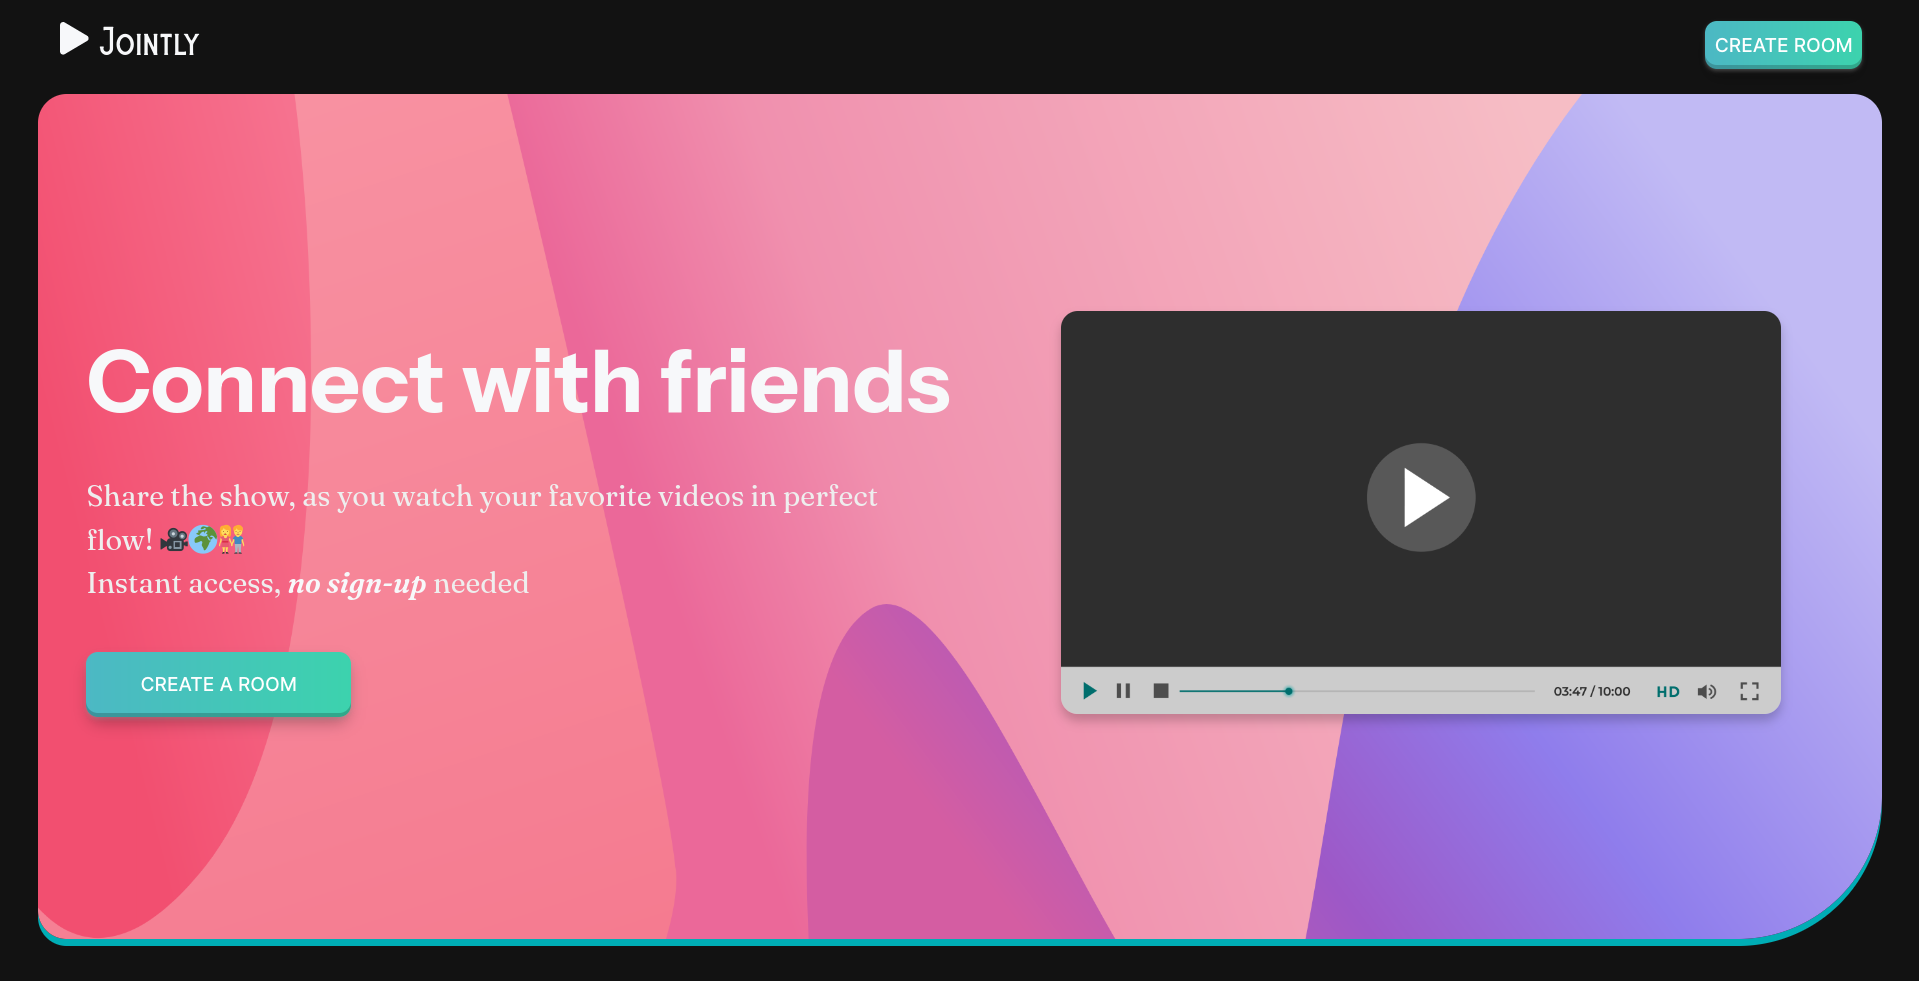 Jointly
CREATE ROOM
Connect with friends
Share the show, as you watch your favorite videos in perfect
flow! 🎥🌍👫
Instant access, no sign-up needed
CREATE A ROOM
03:47 / 10:00
HD